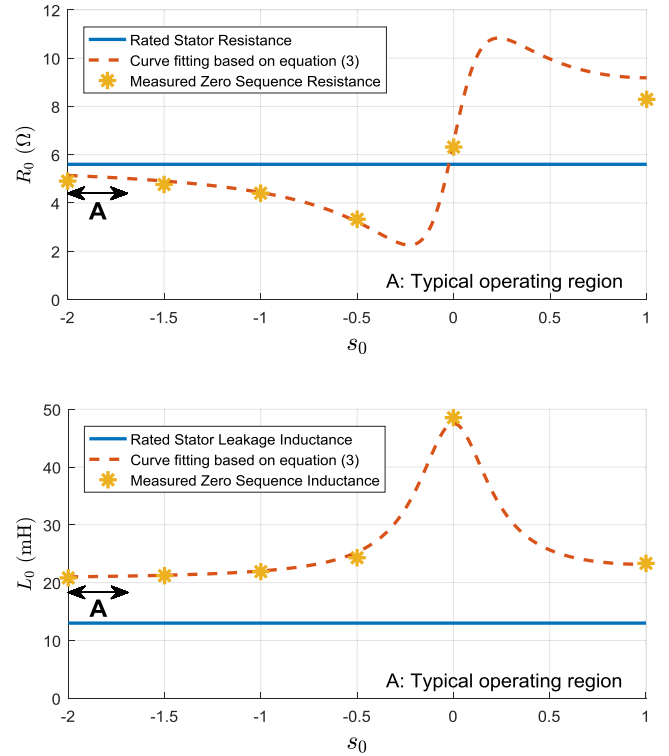 12
10
8
6
4
2
0
R₀ (Ω)
Rated Stator Resistance
Curve fitting based on equation (3)
Measured Zero Sequence Resistance
A
A: Typical operating region
-2 -1.5 -1 -0.5 0 0.5 1
s₀
50
40
30
20
10
0
L₀ (mH)
Rated Stator Leakage Inductance
Curve fitting based on equation (3)
Measured Zero Sequence Inductance
A
A: Typical operating region
-2 -1.5 -1 -0.5 0 0.5 1
s₀